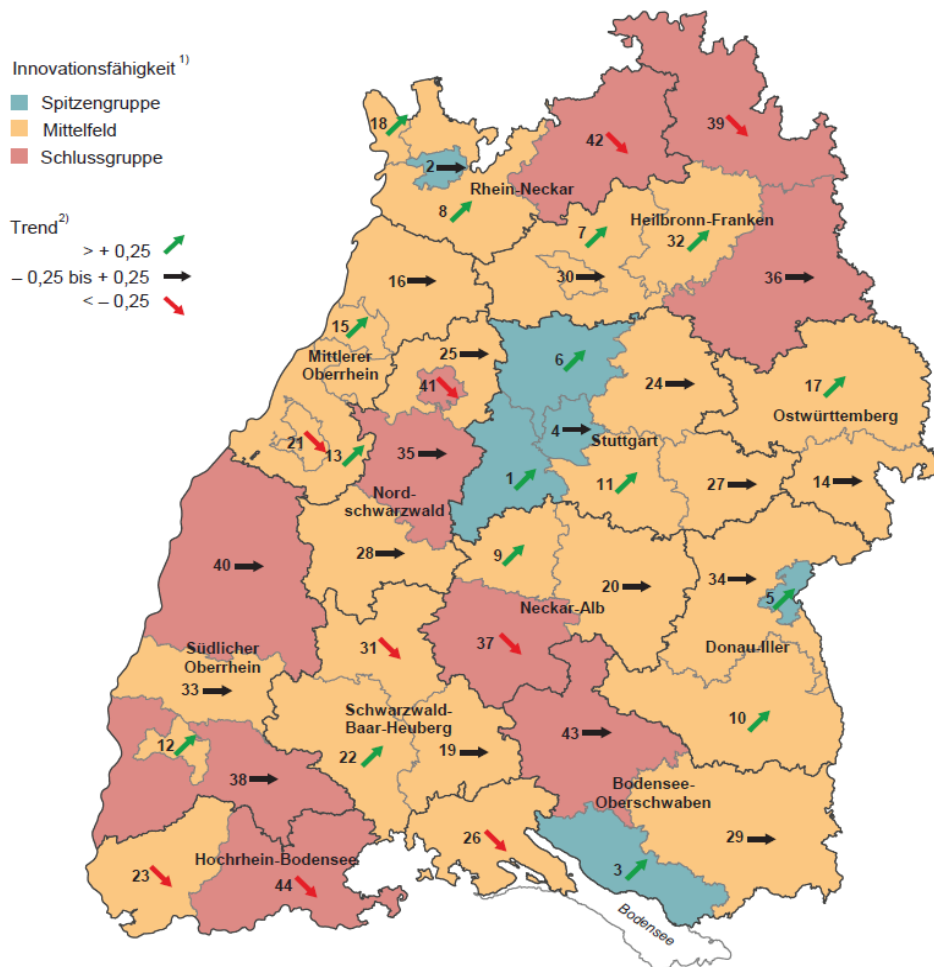 Innovationsfähigkeit 1)
Spitzengruppe
Mittelfeld
Schlussgruppe
Trend2)
> + 0,25
– 0,25 bis + 0,25
< – 0,25
18
39
42
2
Rhein-Neckar
8
7
Heilbronn-Franken
32
16
30
36
15
25
6
Mittlerer
Oberrhein
41
24
17
Ostwürttemberg
21
13
35
4
Stuttgart
1
11
27
14
Nord-
schwarzwald
28
9
40
20
34
5
Neckar-Alb
31
37
Südlicher
Oberrhein
Donau-Iller
33
Schwarzwald-
Baar-Heuberg
10
12
22
19
43
38
Bodensee-
Oberschwaben
26
29
Hochrhein-Bodensee
23
44
3
Bodensee